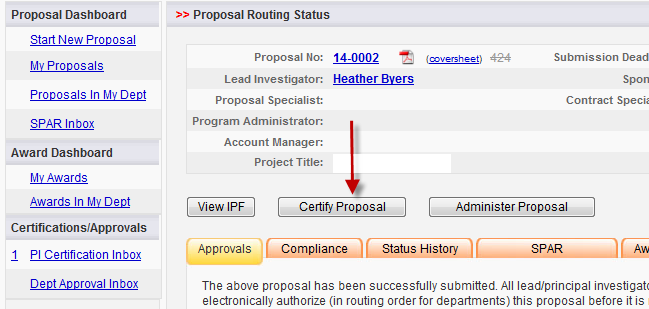 Proposal Dashboard
Start New Proposal
My Proposals
Proposals In My Dept
SPAR Inbox
Award Dashboard
My Awards
Awards In My Dept
Certifications/Approvals
1 PI Certification Inbox
Dept Approval Inbox
>> Proposal Routing Status
Proposal No: 14-0002 (coversheet) 424 Submission Dead
Lead Investigator: Heather Byers Spon
Proposal Specialist: Contract Specia
Program Administrator:
Account Manager:
Project Title:
View IPF Certify Proposal Administer Proposal
Approvals Compliance Status History SPAR Aw
The above proposal has been successfully submitted. All lead/principal investigato
electronically authorize (in routing order for departments) this proposal before it is